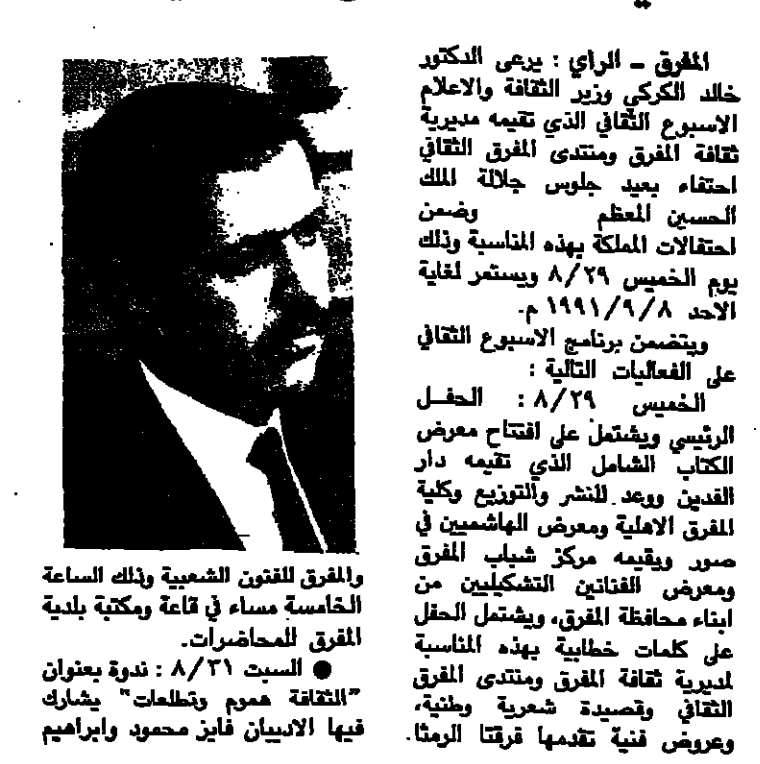 المفرق – الراي : يرعى الدكتور
خالد الكركي وزير الثقافة والاعلام
الاسبوع الثقافي الذي تقيمه مديرية
ثقافة المفرق ومنتدى المفرق الثقافي
احتفاء بعيد جلوس جلالة الملك
الحسين المعظم وضمن
احتفالات المملكة بهذه المناسبة وذلك
يوم الخميس ٨/٢٩ ويستمر لغاية
الاحد ١٩٩١/٩/٨ م.
ويتضمن برنامج الاسبوع الثقافي
على الفعاليات التالية :
الخميس ٨/٢٩ : الحفل
الرئيسي ويشتمل على افتتاح معرض
الكتاب الشامل الذي تقيمه دار
القدين ووعد للنشر والتوزيع وكلية
المفرق الاهلية ومعرض الهاشميين في
صور ويقيمه مركز شباب المفرق
ومعرض الفنانين التشكيليين من
ابناء محافظة المفرق، ويشتمل الحفل
على كلمات خطابية بهذه المناسبة
لمديرية ثقافة المفرق ومنتدى المفرق
الثقافي وقصيدة شعرية وطنية،
وعروض فنية تقدمها فرقتا الرمثا.
والمفرق للفنون الشعبية وذلك الساعة
الخامسة مساء في قاعة ومكتبة بلدية
المفرق للمحاضرات.
● السبت ٨/٣١ : ندوة بعنوان
"الثقافة هموم وتطلعات" يشارك
فيها الاديبان فايز محمود وابراهيم